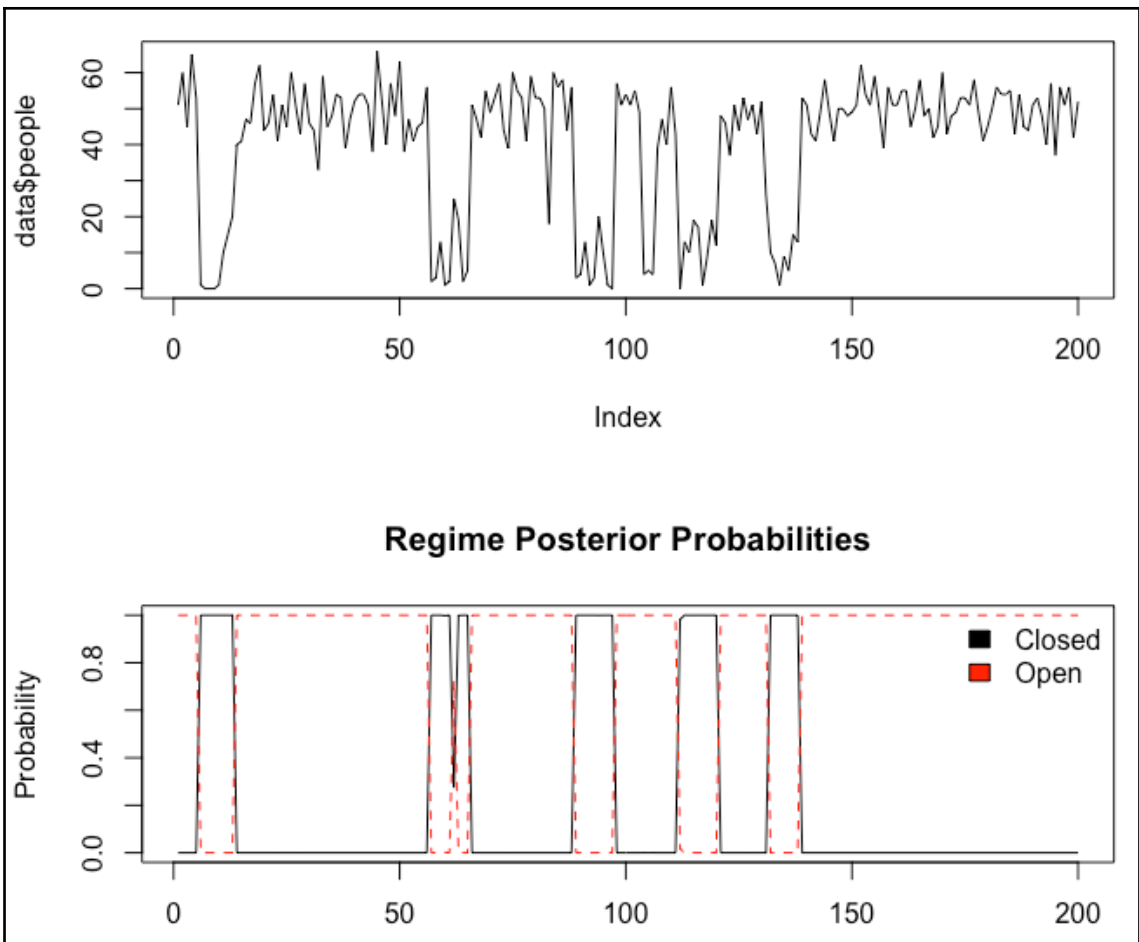 data$people
0 20 40 60
0 50 100 150 200
Index
Regime Posterior Probabilities
Probability
0.0 0.4 0.8
Closed
Open
0 50 100 150 200